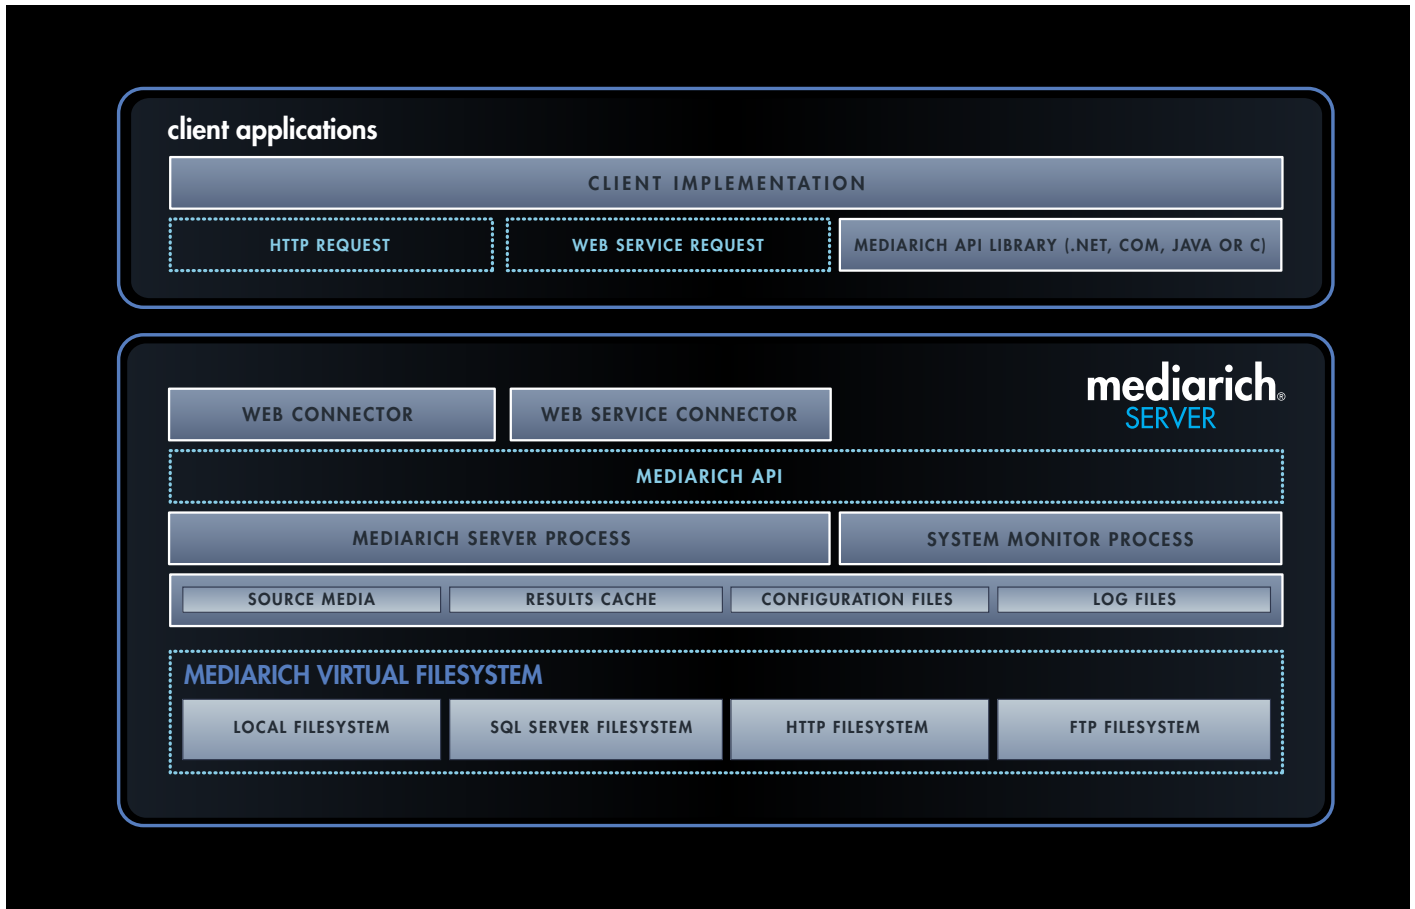 client applications
CLIENT IMPLEMENTATION
HTTP REQUEST
WEB SERVICE REQUEST
MEDIARICH API LIBRARY (.NET, COM, JAVA OR C)
mediarich®
SERVER
WEB CONNECTOR
WEB SERVICE CONNECTOR
MEDIARICH API
MEDIARICH SERVER PROCESS
SYSTEM MONITOR PROCESS
SOURCE MEDIA
RESULTS CACHE
CONFIGURATION FILES
LOG FILES
MEDIARICH VIRTUAL FILESYSTEM
LOCAL FILESYSTEM
SQL SERVER FILESYSTEM
HTTP FILESYSTEM
FTP FILESYSTEM